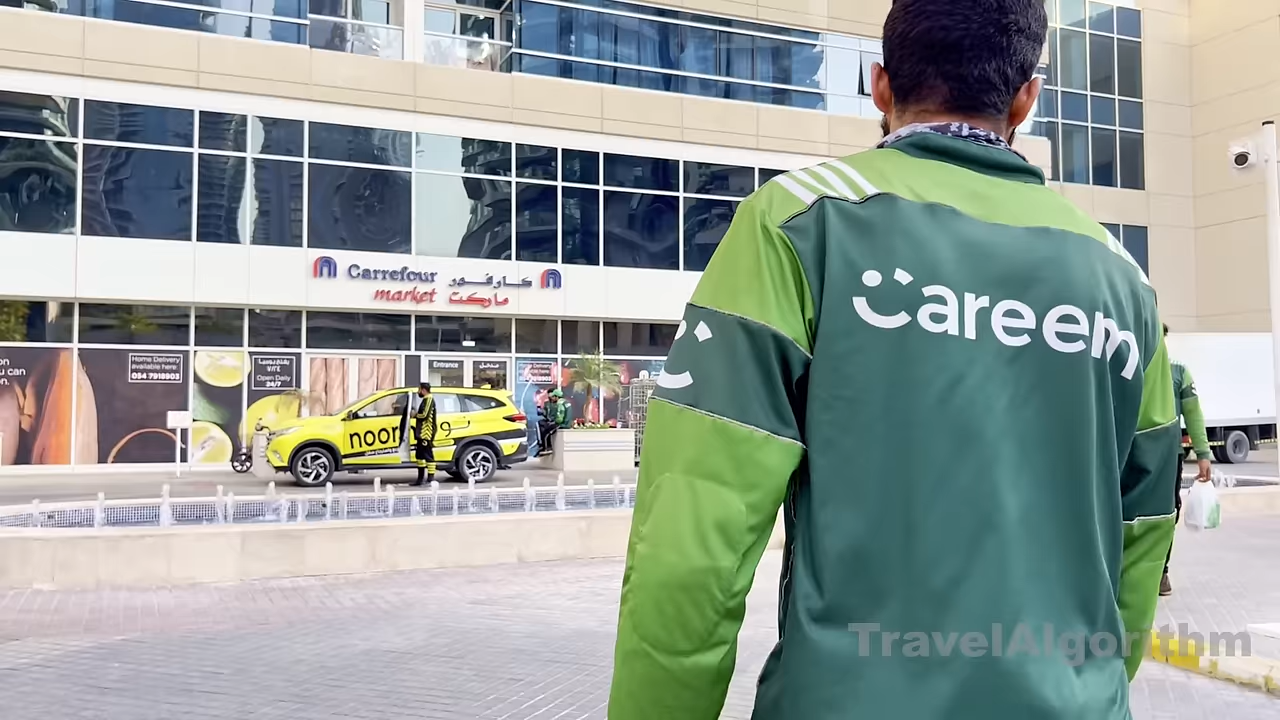 Carrefour كارفور
market ماركت
Home Delivery
available here:
054 7918903
Open Daily
24/7
Entrance
noon
careem
TravelAlgorithm